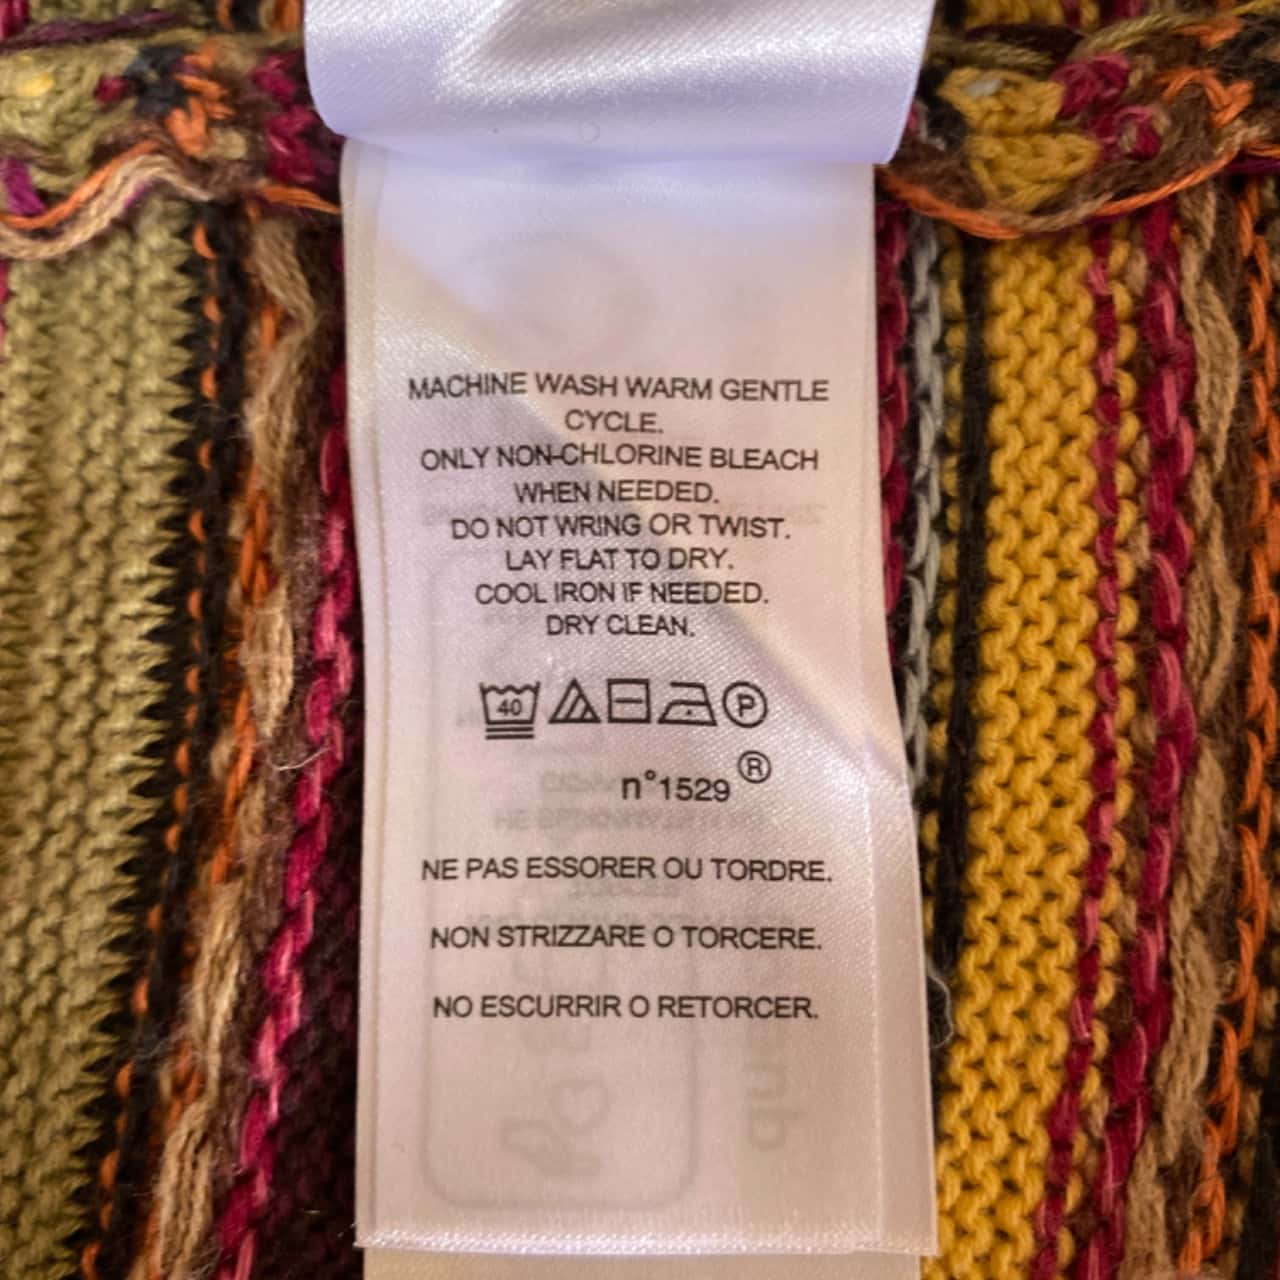 MACHINE WASH WARM GENTLE
CYCLE.
ONLY NON-CHLORINE BLEACH
WHEN NEEDED.
DO NOT WRING OR TWIST.
LAY FLAT TO DRY.
COOL IRON IF NEEDED.
DRY CLEAN.
40 P
n°1529 ®
NE PAS ESSORER OU TORDRE.
NON STRIZZARE O TORCERE.
NO ESCURRIR O RETORCER.